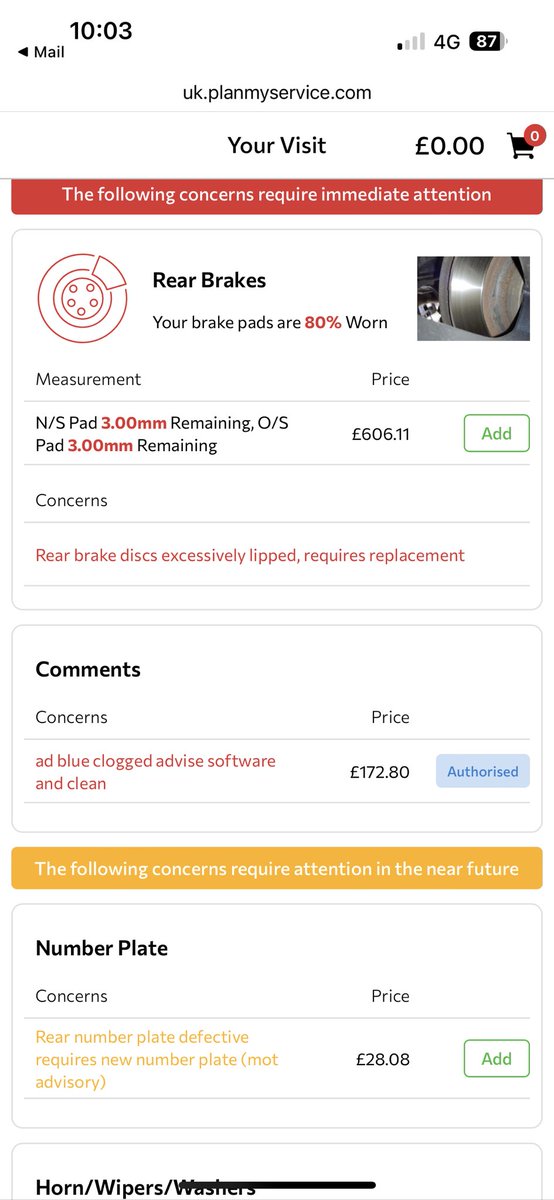 10:03
4G 87
◀ Mail
uk.planmyservice.com
Your Visit £0.00 0
The following concerns require immediate attention
Rear Brakes
Your brake pads are 80% Worn
Measurement Price
N/S Pad 3.00mm Remaining, O/S
Pad 3.00mm Remaining
£606.11 Add
Concerns
Rear brake discs excessively lipped, requires replacement
Comments
Concerns Price
ad blue clogged advise software
and clean
£172.80 Authorised
The following concerns require attention in the near future
Number Plate
Concerns Price
Rear number plate defective
requires new number plate (mot
advisory)
£28.08 Add
Horn/Wipers/Washers